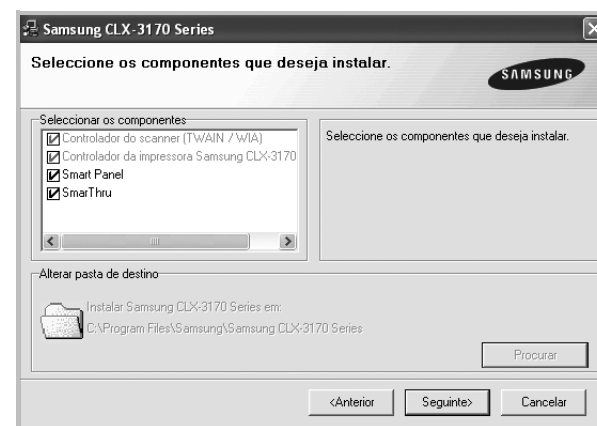 Samsung CLX-3170 Series
Seleccione os componentes que deseja instalar.
SAMSUNG
Seleccionar os componentes
Controlador do scanner (TWAIN / WIA)
Controlador da impressora Samsung CLX-3170
Smart Panel
SmarThru
Seleccione os componentes que deseja instalar.
Alterar pasta de destino
Instalar Samsung CLX-3170 Series em:
C:\Program Files\Samsung\Samsung CLX-3170 Series
Procurar
<Anterior
Seguinte>
Cancelar